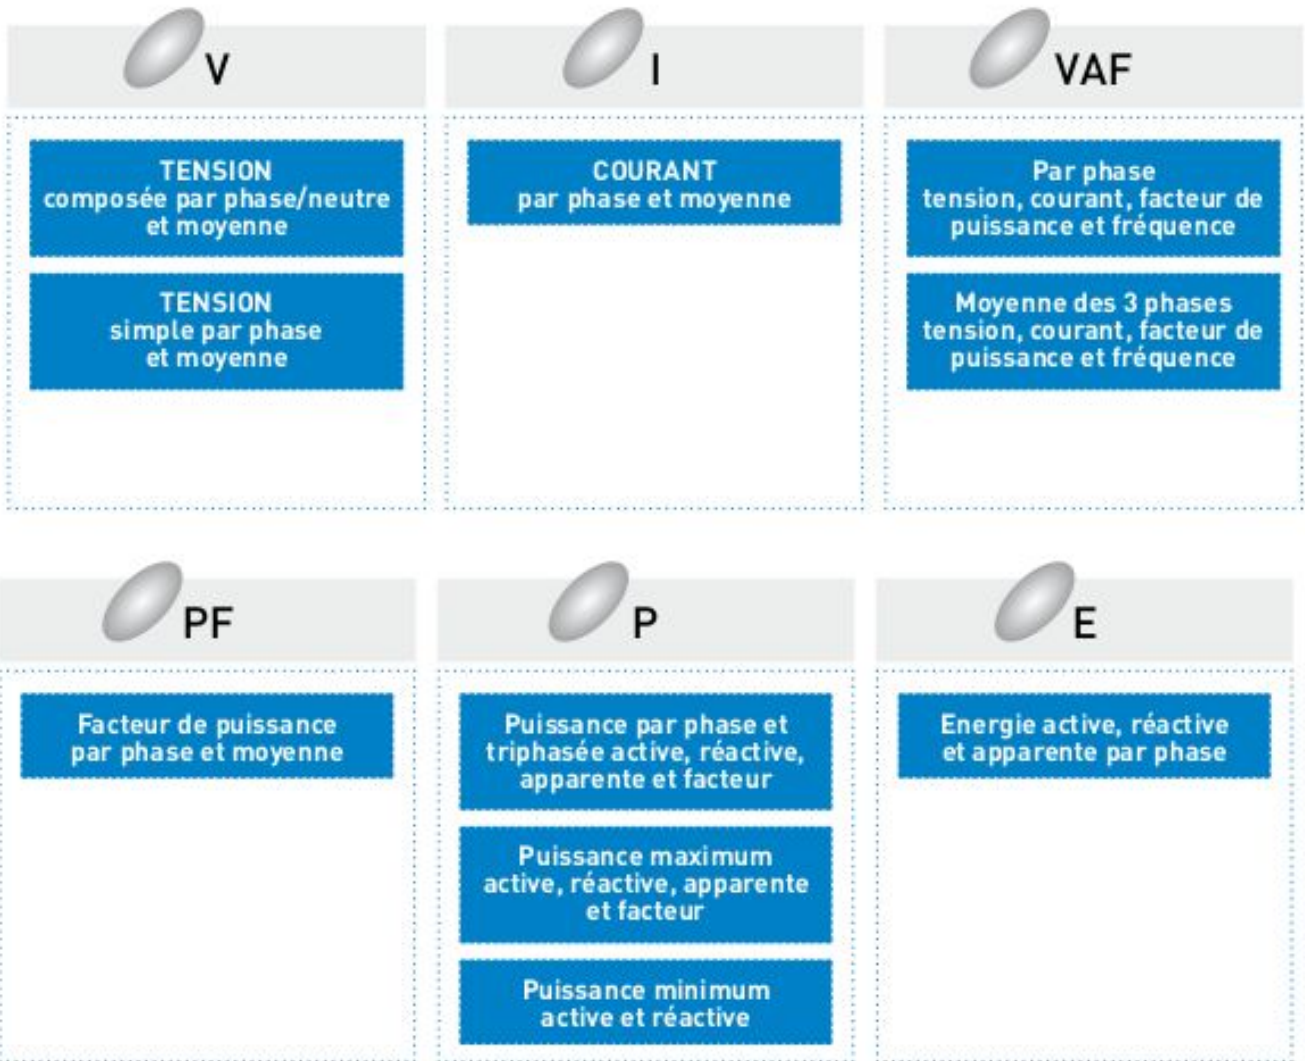 V
I
VAF
TENSION
composée par phase/neutre
et moyenne
TENSION
simple par phase
et moyenne
COURANT
par phase et moyenne
Par phase
tension, courant, facteur de
puissance et fréquence
Moyenne des 3 phases
tension, courant, facteur de
puissance et fréquence
PF
P
E
Facteur de puissance
par phase et moyenne
Puissance par phase et
triphasée active, réactive,
apparente et facteur
Puissance maximum
active, réactive, apparente
et facteur
Puissance minimum
active et réactive
Energie active, réactive
et apparente par phase